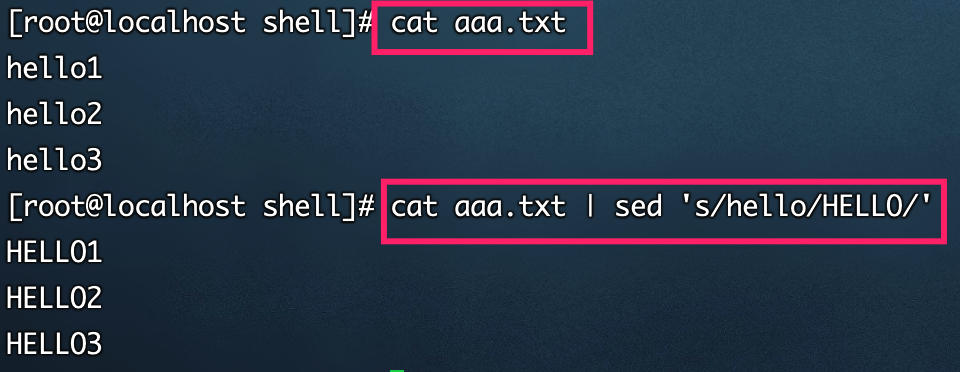 [root@localhost shell]# cat aaa.txt
hello1
hello2
hello3
[root@localhost shell]# cat aaa.txt | sed 's/hello/HELLO/'
HELLO1
HELLO2
HELLO3